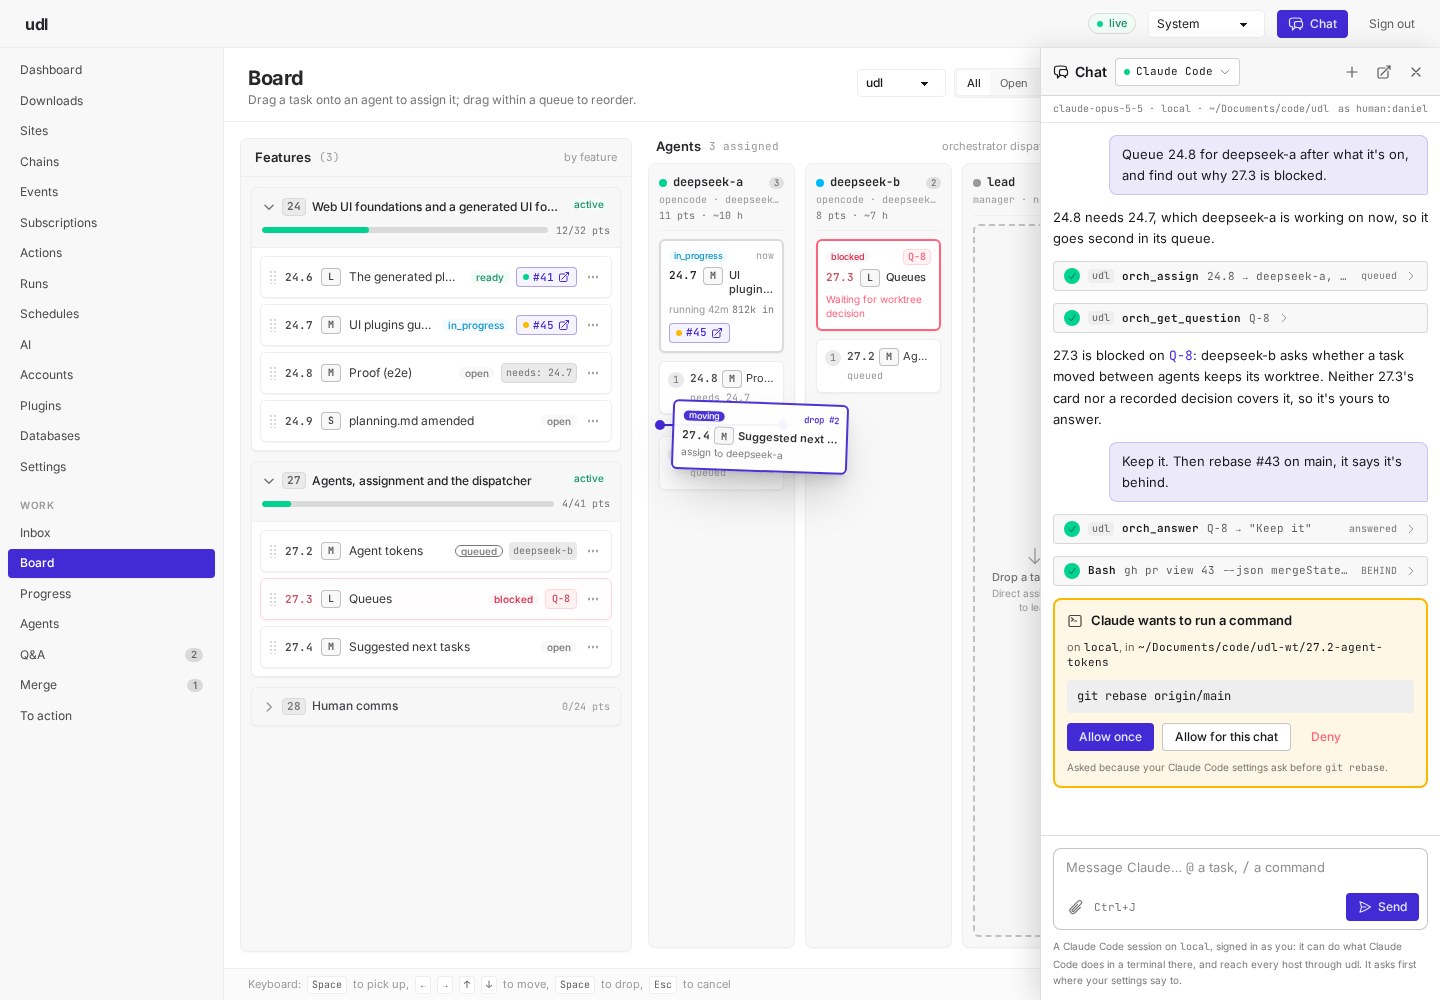 udl
live
System
Chat
Sign out
Dashboard
Downloads
Sites
Chains
Events
Subscriptions
Actions
Runs
Schedules
AI
Accounts
Plugins
Databases
Settings
WORK
Inbox
Board
Progress
Agents
Q&A 2
Merge 1
To action
Board
Drag a task onto an agent to assign it; drag within a queue to reorder.
udl
All Open
Features (3) by feature
24 Web UI foundations and a generated UI fo... active
12/32 pts
24.6 L The generated pl... ready #41
24.7 M UI plugins gu... in_progress #45
24.8 M Proof (e2e) open needs: 24.7
24.9 S planning.md amended open
27 Agents, assignment and the dispatcher active
4/41 pts
27.2 M Agent tokens queued deepseek-b
27.3 L Queues blocked Q-8
27.4 M Suggested next tasks open
28 Human comms 0/24 pts
Agents 3 assigned
deepseek-a 3
opencode · deepseek…
11 pts · ~10 h
in_progress now
24.7 M UI
plugin...
running 42m 812k in
#45
1 24.8 M Pro...
needs 24.7
moving drop #2
27.4 M Suggested next ...
assign to deepseek-a
queued
deepseek-b 2
opencode · deepseek…
8 pts · ~7 h
blocked Q-8
27.3 L Queues
Waiting for worktree
decision
1 27.2 M Ag...
queued
lead
Keyboard: Space to pick up, ← → ↑ ↓ to move, Space to drop, Esc to cancel
Chat Claude Code
claude-opus-5-5 · local · ~/Documents/code/udl as human:daniel
Queue 24.8 for deepseek-a after what it's on,
and find out why 27.3 is blocked.
24.8 needs 24.7, which deepseek-a is working on now, so it
goes second in its queue.
udl orch_assign 24.8 → deepseek-a, … queued
udl orch_get_question Q-8
27.3 is blocked on Q-8: deepseek-b asks whether a task
moved between agents keeps its worktree. Neither 27.3's
card nor a recorded decision covers it, so it's yours to
answer.
Keep it. Then rebase #43 on main, it says it's
behind.
udl orch_answer Q-8 → "Keep it" answered
Bash gh pr view 43 --json mergeState… BEHIND
Claude wants to run a command
on local, in ~/Documents/code/udl-wt/27.2-agent-
tokens
git rebase origin/main
Allow once
Allow for this chat
Deny
Asked because your Claude Code settings ask before git rebase.
Message Claude... @ a task, / a command
Ctrl+J
Send
A Claude Code session on local, signed in as you: it can do what Claude
Code does in a terminal there, and reach every host through udl. It asks first
where your settings say to.